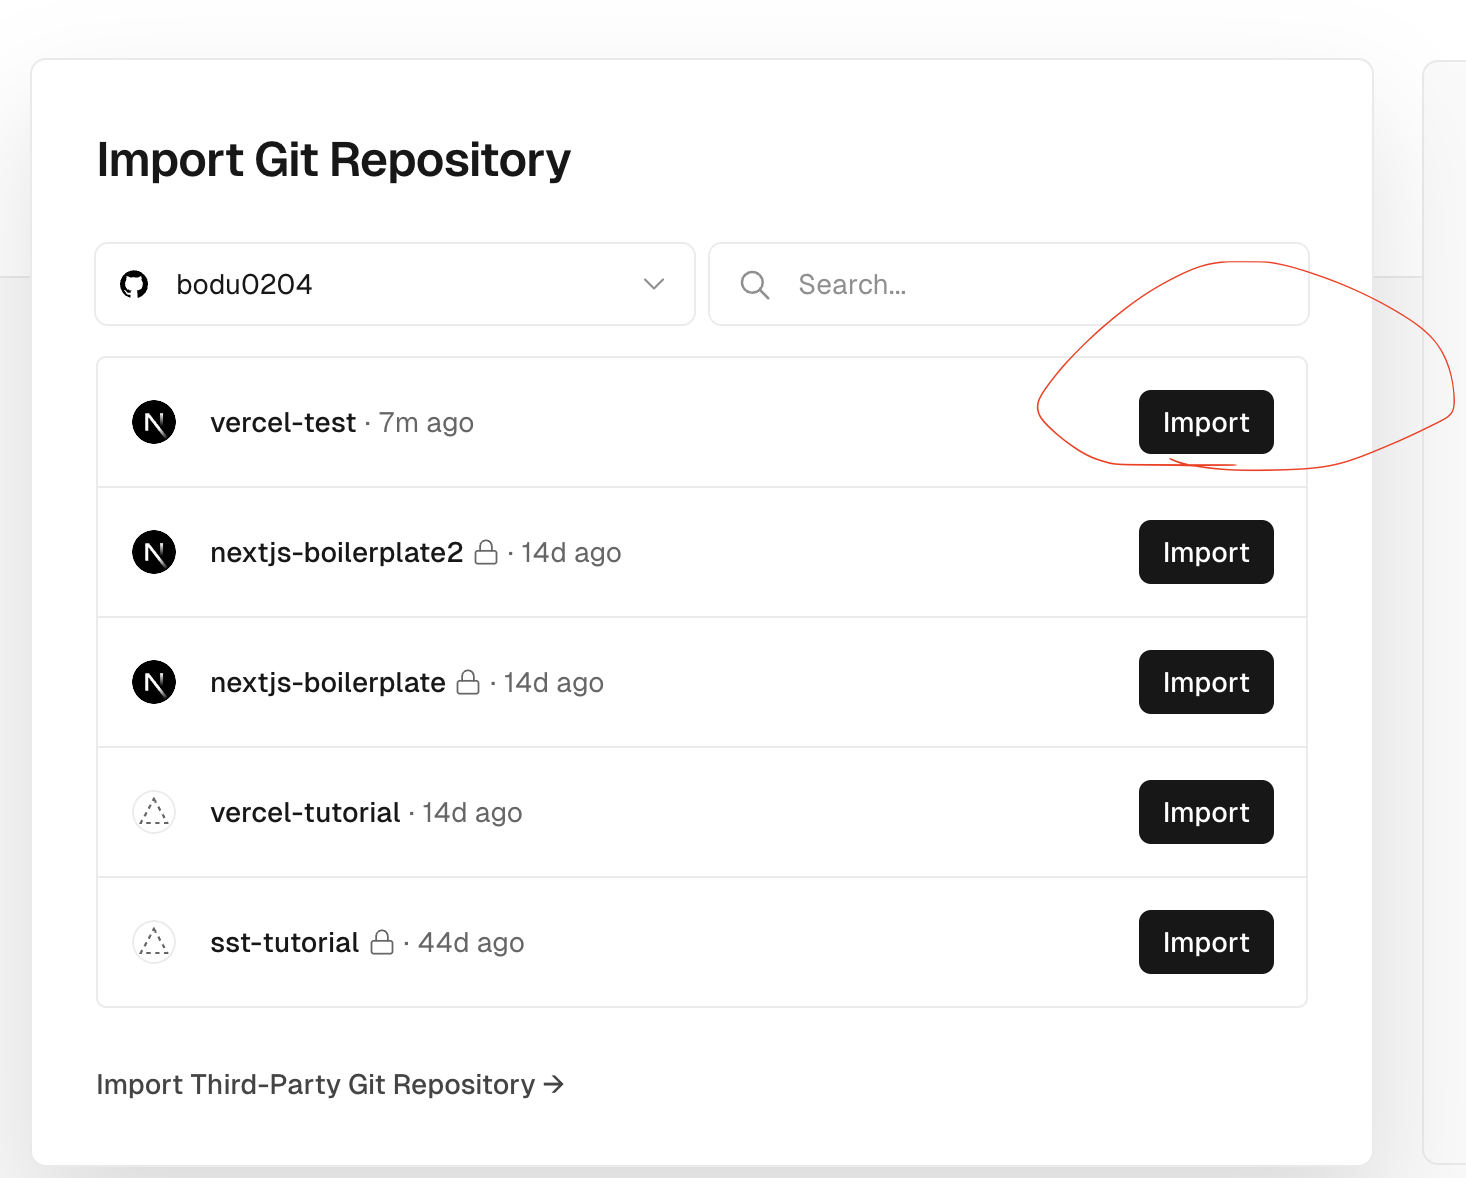 Import Git Repository
bodu0204
Search...
vercel-test · 7m ago
Import
nextjs-boilerplate2 · 14d ago
Import
nextjs-boilerplate · 14d ago
Import
vercel-tutorial · 14d ago
Import
sst-tutorial · 44d ago
Import
Import Third-Party Git Repository →